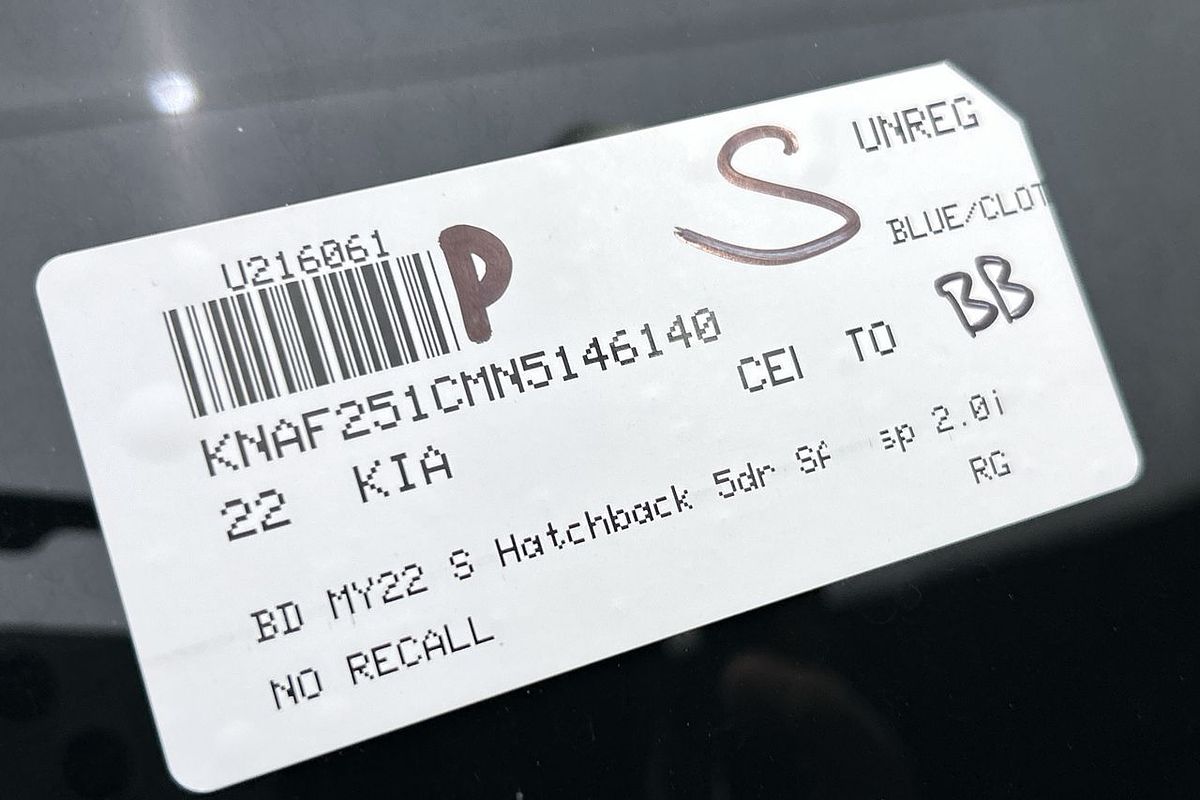 UNREG
S
U216061
P
BLUE/CLOT
BB
KNAF251CMN5146140
CEI TO
22 KIA
BD MY22 S Hatchback 5dr Sf sp 2.0i
RG
NO RECALL